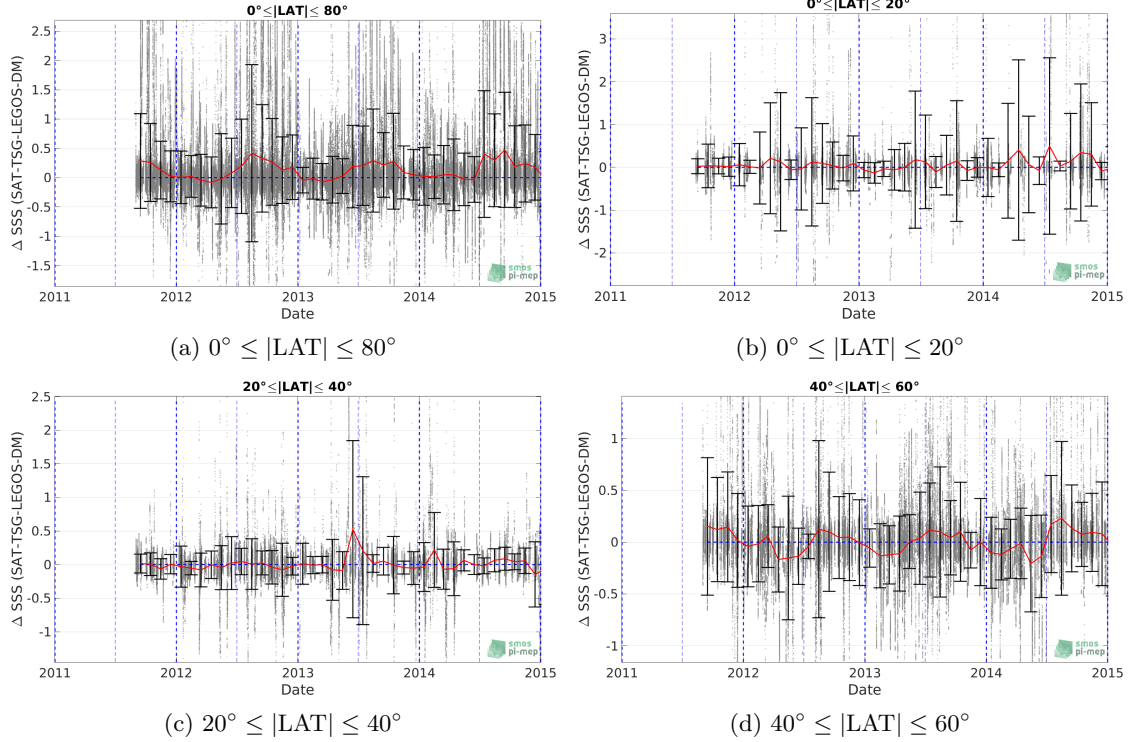 0°≤|LAT|≤ 80°
Δ SSS (SAT-TSG-LEGOS-DM)
2.5
2
1.5
1
0.5
0
-0.5
-1
-1.5
2011
2012
2013
2014
2015
Date
smos
pi-mep
(a) 0° ≤ |LAT| ≤ 80°
0°≤|LAT|≤ 20°
Δ SSS (SAT-TSG-LEGOS-DM)
3
2
1
0
-1
-2
2011
2012
2013
2014
2015
Date
smos
pi-mep
(b) 0° ≤ |LAT| ≤ 20°
20°≤|LAT|≤ 40°
Δ SSS (SAT-TSG-LEGOS-DM)
2.5
2
1.5
1
0.5
0
-0.5
-1
2011
2012
2013
2014
2015
Date
smos
pi-mep
(c) 20° ≤ |LAT| ≤ 40°
40°≤|LAT|≤ 60°
Δ SSS (SAT-TSG-LEGOS-DM)
1
0.5
0
-0.5
-1
2011
2012
2013
2014
2015
Date
smos
pi-mep
(d) 40° ≤ |LAT| ≤ 60°